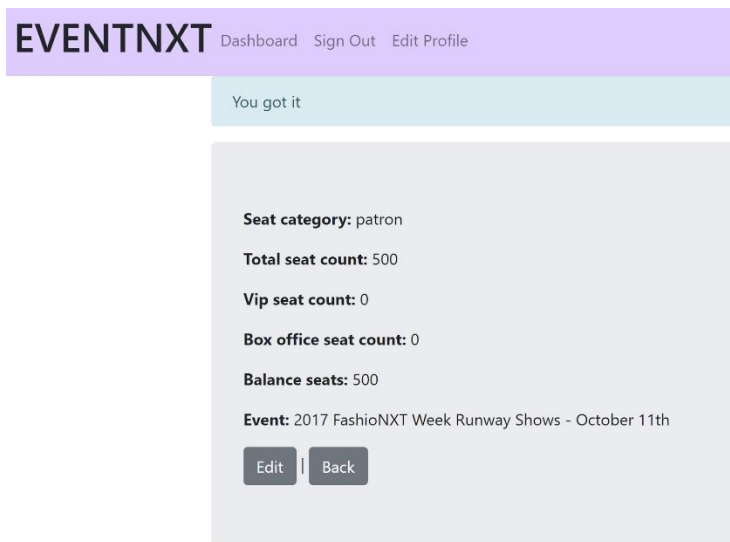 EVENTNXT Dashboard Sign Out Edit Profile
You got it
Seat category: patron
Total seat count: 500
Vip seat count: 0
Box office seat count: 0
Balance seats: 500
Event: 2017 FashioNXT Week Runway Shows - October 11th
Edit | Back